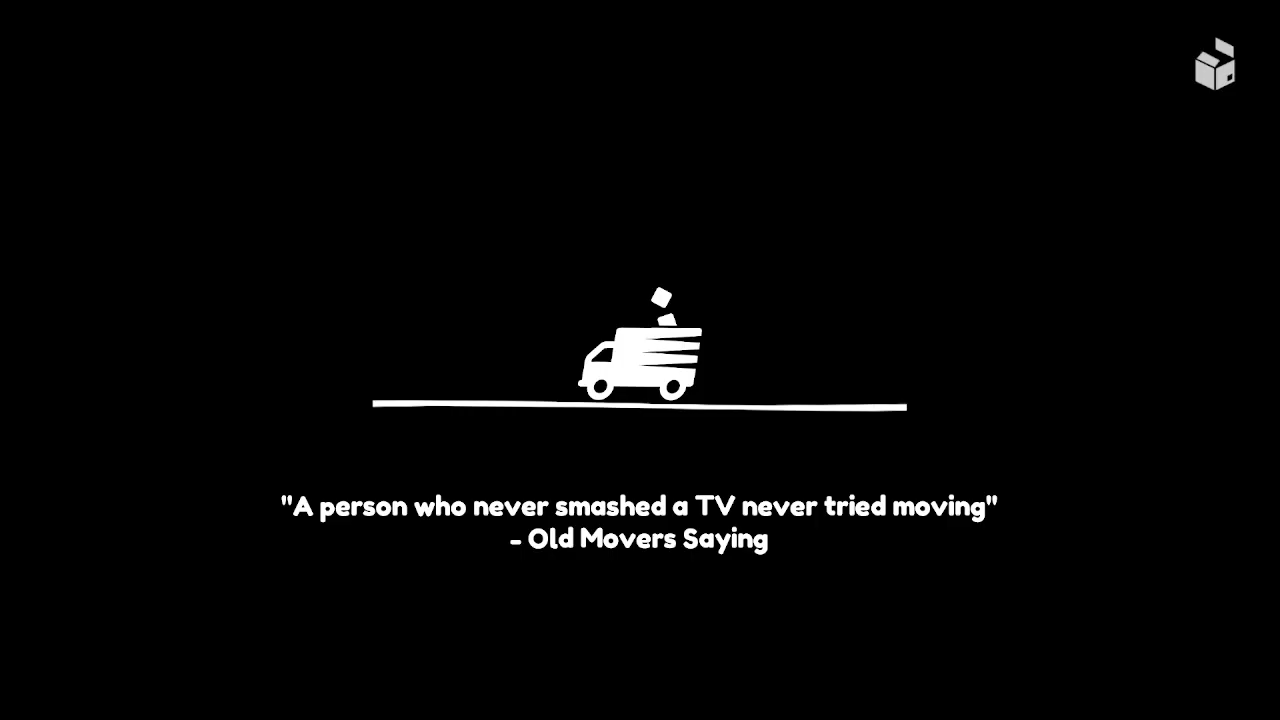 "A person who never smashed a TV never tried moving"
- Old Movers Saying